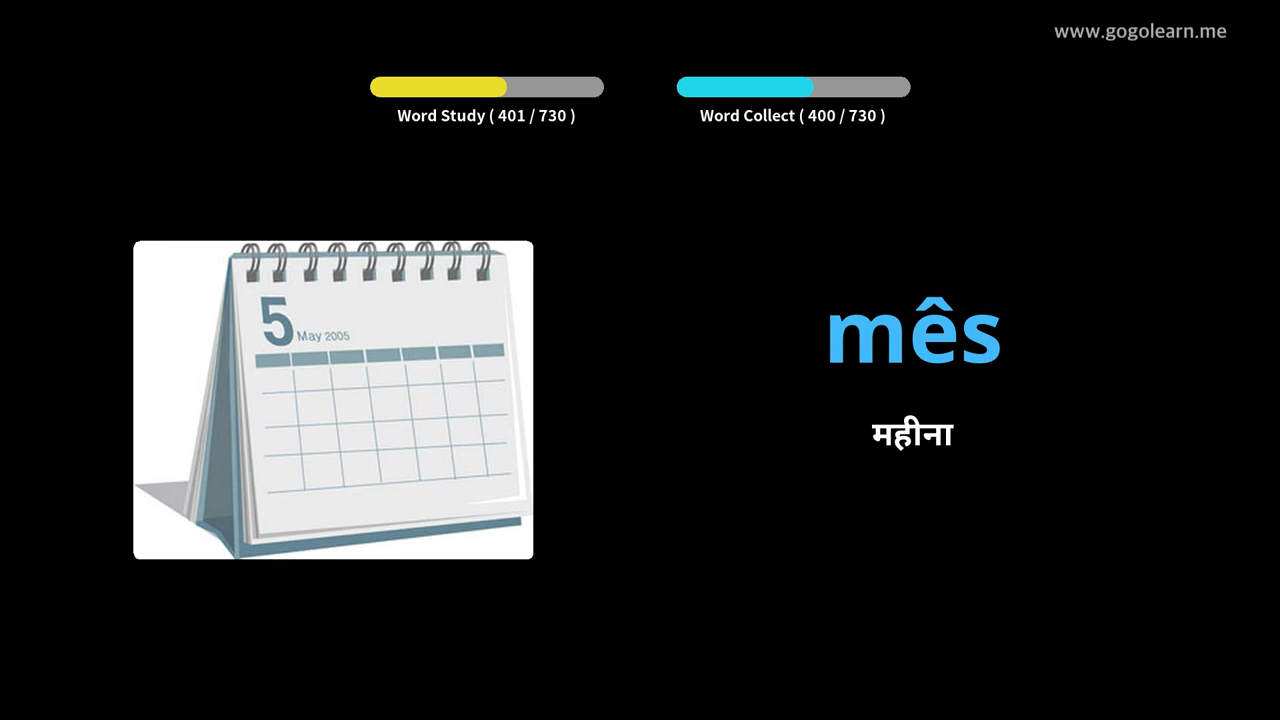 www.gogolearn.me
Word Study ( 401 / 730 )
Word Collect ( 400 / 730 )
5 May 2005
mês
महीना